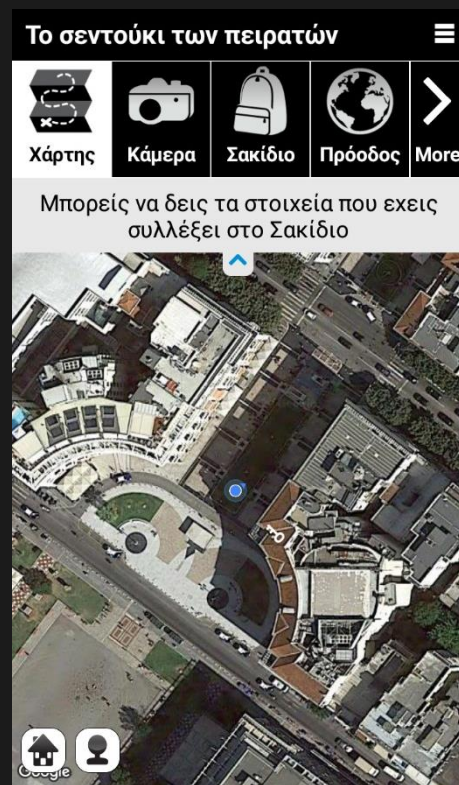 Το σεντούκι των πειρατών
Χάρτης Κάμερα Σακίδιο Πρόοδος More
Μπορείς να δεις τα στοιχεία που εχεις
συλλέξει στο Σακίδιο
Google